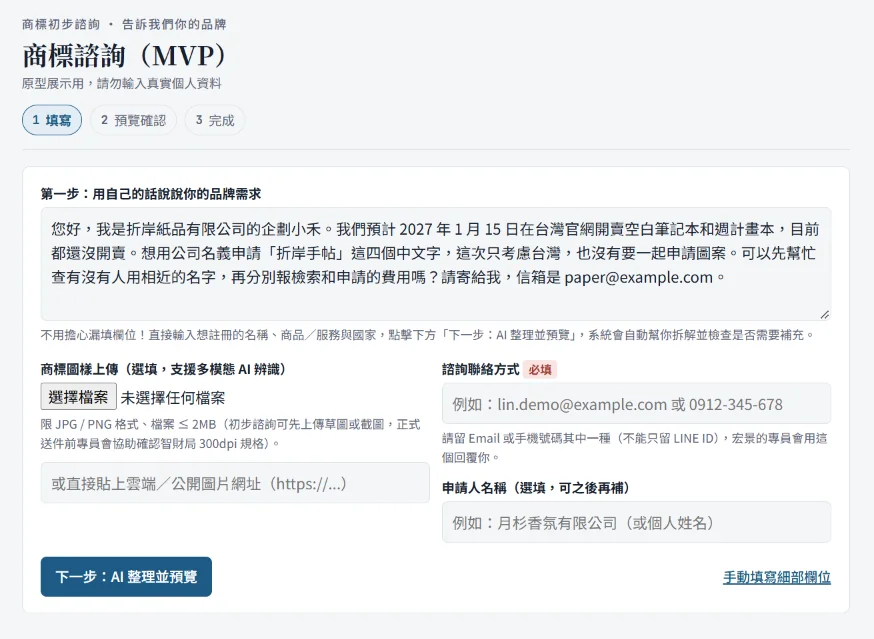 商標初步諮詢 · 告訴我們你的品牌
商標諮詢（MVP）
原型展示用，請勿輸入真實個人資料
1 填寫
2 預覽確認
3 完成
第一步：用自己的話說說你的品牌需求
您好，我是折岸紙品有限公司的企劃小禾。我們預計 2027 年 1 月 15 日在台灣官網開賣空白筆記本和週計畫本，目前
都還沒開賣。想用公司名義申請「折岸手帖」這四個中文字，這次只考慮台灣，也沒有要一起申請圖案。可以先幫忙
查有沒有人用相近的名字，再分別報檢索和申請的費用嗎？請寄給我，信箱是 paper@example.com。
不用擔心漏填欄位！直接輸入想註冊的名稱、商品／服務與國家，點擊下方「下一步：AI 整理並預覽」，系統會自動幫你拆解並檢查是否需要補充。
商標圖樣上傳（選填，支援多模態 AI 辨識）
選擇檔案 未選擇任何檔案
限 JPG / PNG 格式、檔案 ≤ 2MB（初步諮詢可先上傳草圖或截圖，正式
送件前專員會協助確認智財局 300dpi 規格）。
或直接貼上雲端／公開圖片網址（https://...）
諮詢聯絡方式 必填
例如：lin.demo@example.com 或 0912-345-678
請留 Email 或手機號碼其中一種（不能只留 LINE ID），宏景的專員會用這
個回覆你。
申請人名稱（選填，可之後再補）
例如：月杉香氛有限公司（或個人姓名）
下一步：AI 整理並預覽
手動填寫細部欄位